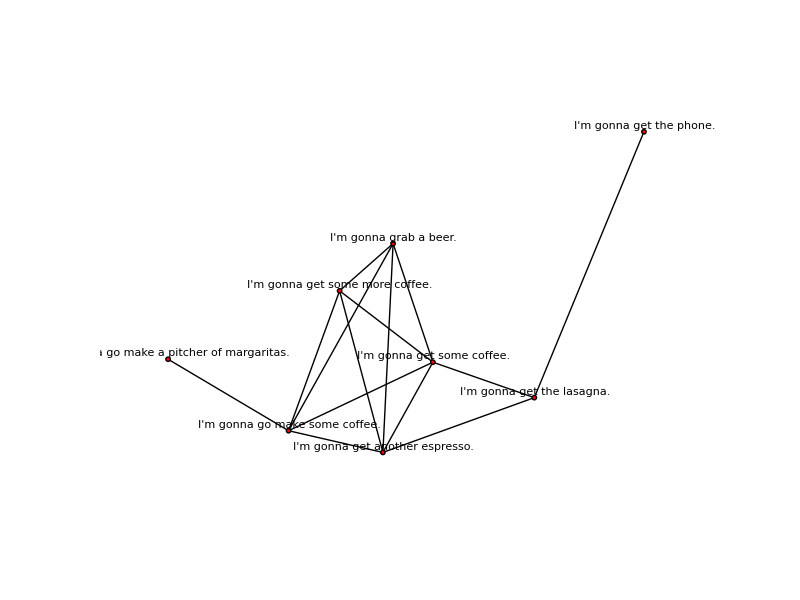 I'm gonna get the phone.
I'm gonna grab a beer.
I'm gonna get some more coffee.
go make a pitcher of margaritas.
I'm gonna get some coffee.
I'm gonna get the lasagna.
I'm gonna go make some coffee.
I'm gonna get another espresso.